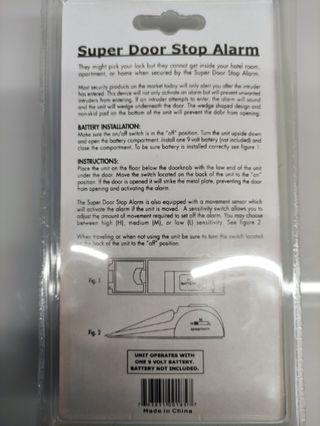 Super Door Stop Alarm
They might pick your lock but they cannot get inside your hotel room,
apartment, or home when secured by the Super Door Stop Alarm.
Most security products on the market today will only alert you after the intruder
has entered. This device will not only activate an alarm but will prevent unwanted
intruders from entering. If an intruder attempts to enter, the alarm will sound
and the unit will wedge underneath the door. The wedge shaped design and
non-skid pad on the bottom of the unit will prevent the door from opening.
BATTERY INSTALLATION:
Make sure the on/off switch is in the "off" position. Turn the unit upside down
and open the battery compartment. Install one 9-volt battery (not included) and
close the compartment. To be sure battery is installed correctly see figure 1.
INSTRUCTIONS:
Place the unit on the floor below the doorknob with the low end of the unit
under the door. Move the switch located on the back of the unit to the "on"
position. If the door is opened it will strike the metal plate, preventing the door
from opening and activating the alarm.
The Super Door Stop Alarm is also equipped with a movement sensor which
will activate the alarm if the unit is moved. A sensitivity switch allows you to
adjust the amount of movement required to set off the alarm. You may choose
between high (H), medium (M), or low (L) sensitivity. See figure 2.
When traveling or when not using the unit be sure to turn the switch located
on the back of the unit to the "off" position.
Fig. 1
BATTERY
Fig. 2
SENSITIVITY
UNIT OPERATES WITH
ONE 9 VOLT BATTERY.
BATTERY NOT INCLUDED.
Made in China